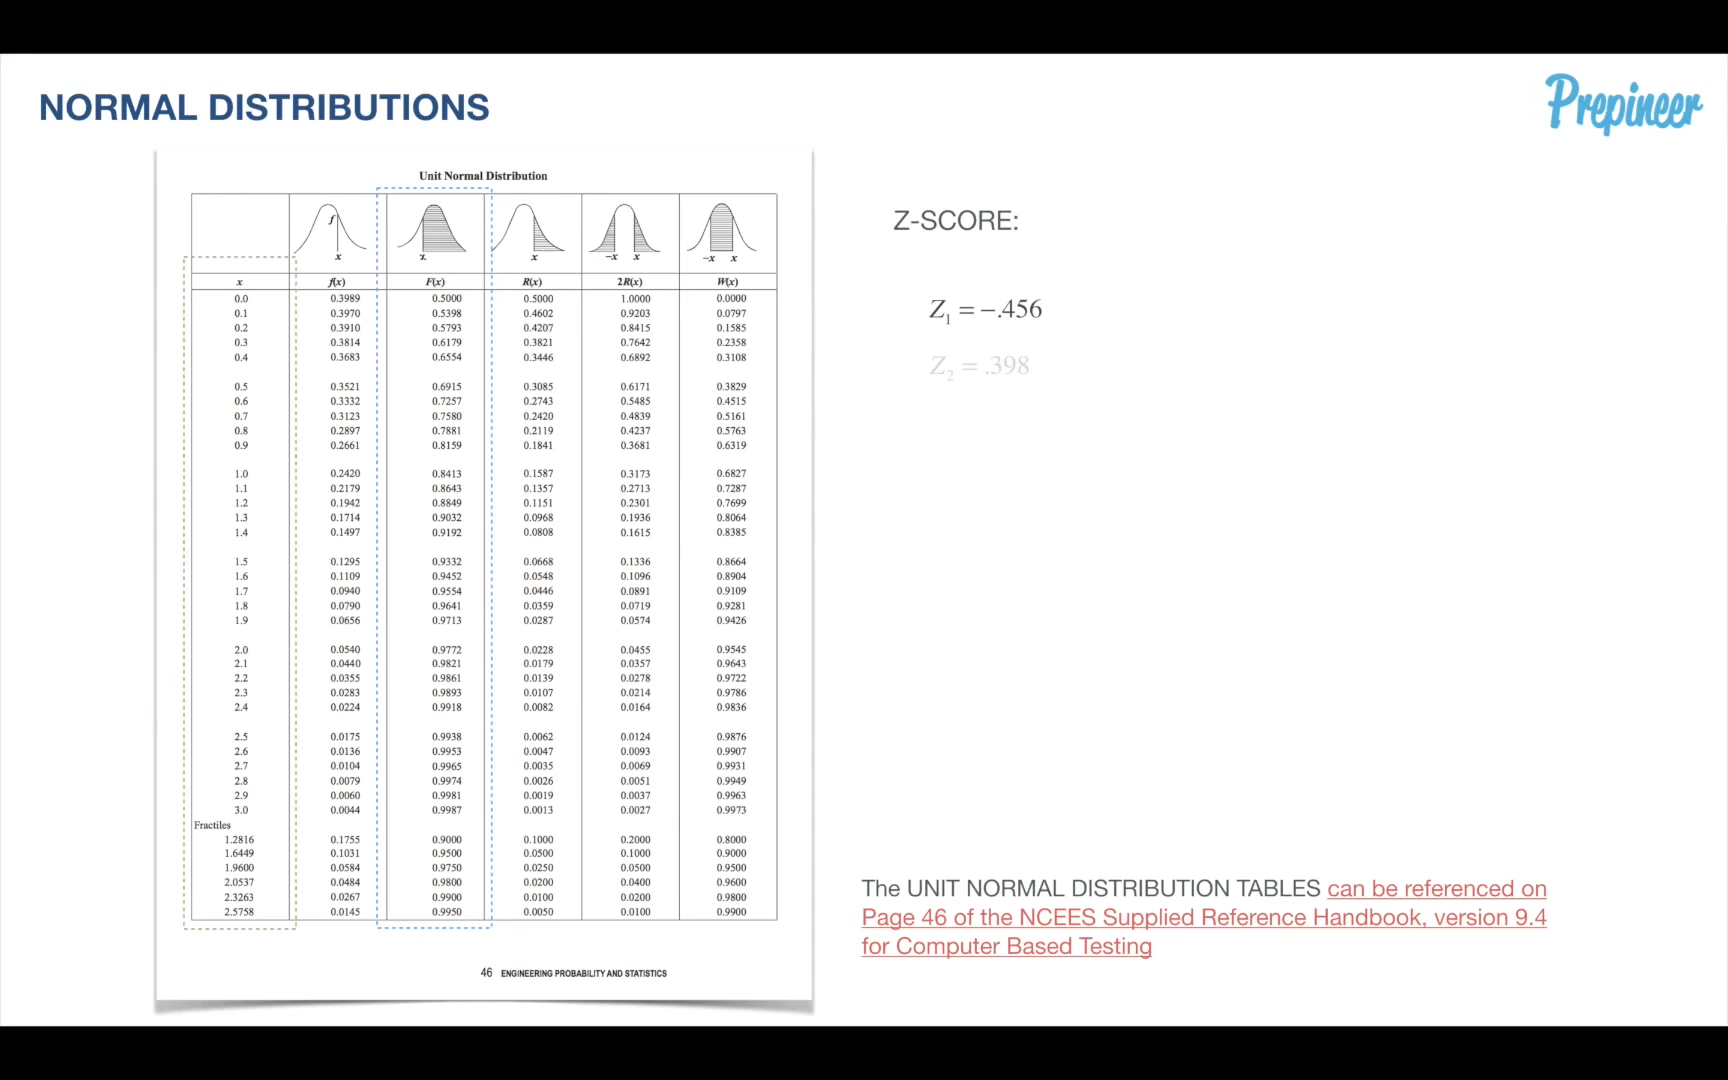 NORMAL DISTRIBUTIONS
Prepineer
Unit Normal Distribution
f
x x x −x x −x x
x f(x) F(x) R(x) 2R(x) W(x)
0.0 0.3989 0.5000 0.5000 1.0000 0.0000
0.1 0.3970 0.5398 0.4602 0.9203 0.0797
0.2 0.3910 0.5793 0.4207 0.8415 0.1585
0.3 0.3814 0.6179 0.3821 0.7642 0.2358
0.4 0.3683 0.6554 0.3446 0.6892 0.3108
0.5 0.3521 0.6915 0.3085 0.6171 0.3829
0.6 0.3332 0.7257 0.2743 0.5485 0.4515
0.7 0.3123 0.7580 0.2420 0.4839 0.5161
0.8 0.2897 0.7881 0.2119 0.4237 0.5763
0.9 0.2661 0.8159 0.1841 0.3681 0.6319
1.0 0.2420 0.8413 0.1587 0.3173 0.6827
1.1 0.2179 0.8643 0.1357 0.2713 0.7287
1.2 0.1942 0.8849 0.1151 0.2301 0.7699
1.3 0.1714 0.9032 0.0968 0.1936 0.8064
1.4 0.1497 0.9192 0.0808 0.1615 0.8385
1.5 0.1295 0.9332 0.0668 0.1336 0.8664
1.6 0.1109 0.9452 0.0548 0.1096 0.8904
1.7 0.0940 0.9554 0.0446 0.0891 0.9109
1.8 0.0790 0.9641 0.0359 0.0719 0.9281
1.9 0.0656 0.9713 0.0287 0.0574 0.9426
2.0 0.0540 0.9772 0.0228 0.0455 0.9545
2.1 0.0440 0.9821 0.0179 0.0357 0.9643
2.2 0.0355 0.9861 0.0139 0.0278 0.9722
2.3 0.0283 0.9893 0.0107 0.0214 0.9786
2.4 0.0224 0.9918 0.0082 0.0164 0.9836
2.5 0.0175 0.9938 0.0062 0.0124 0.9876
2.6 0.0136 0.9953 0.0047 0.0093 0.9907
2.7 0.0104 0.9965 0.0035 0.0069 0.9931
2.8 0.0079 0.9974 0.0026 0.0051 0.9949
2.9 0.0060 0.9981 0.0019 0.0037 0.9963
3.0 0.0044 0.9987 0.0013 0.0027 0.9973
Fractiles
1.2816 0.1755 0.9000 0.1000 0.2000 0.8000
1.6449 0.1031 0.9500 0.0500 0.1000 0.9000
1.9600 0.0584 0.9750 0.0250 0.0500 0.9500
2.0537 0.0484 0.9800 0.0200 0.0400 0.9600
2.3263 0.0267 0.9900 0.0100 0.0200 0.9800
2.5758 0.0145 0.9950 0.0050 0.0100 0.9900
46 ENGINEERING PROBABILITY AND STATISTICS
Z-SCORE:
Z₁ = −.456
Z₂ = .398
The UNIT NORMAL DISTRIBUTION TABLES can be referenced on
Page 46 of the NCEES Supplied Reference Handbook, version 9.4
for Computer Based Testing